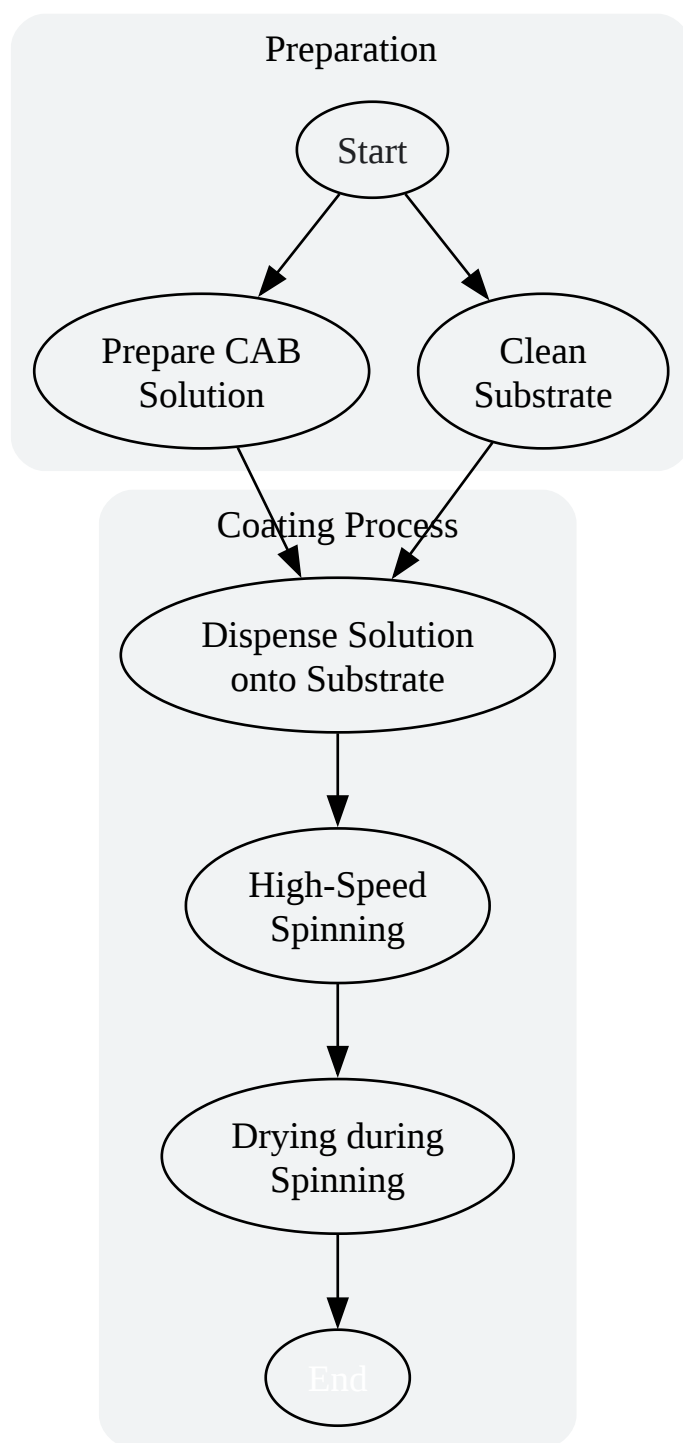 Preparation
Start
Prepare CAB
Solution
Clean
Substrate
Coating Process
Dispense Solution
onto Substrate
High-Speed
Spinning
Drying during
Spinning
End